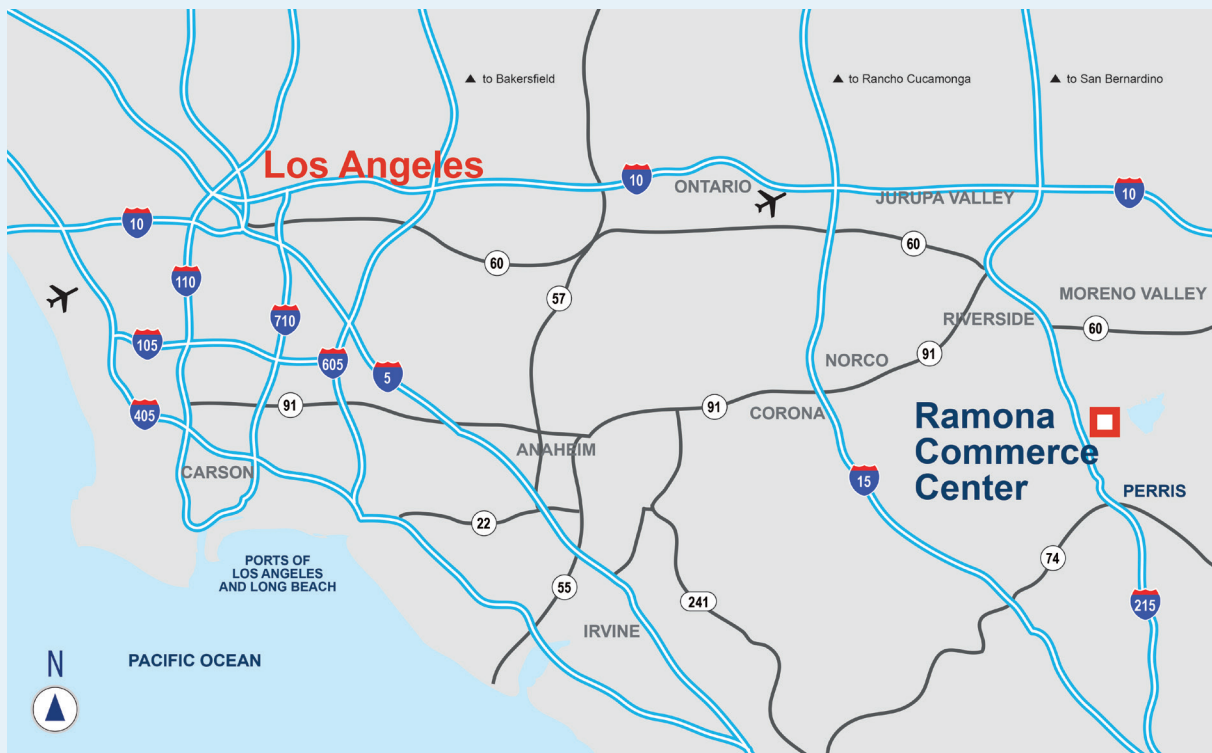 to Bakersfield
to Rancho Cucamonga
to San Bernardino
Los Angeles
10
ONTARIO
JURUPA VALLEY
10
10
60
60
110
57
MORENO VALLEY
710
RIVERSIDE
60
105
605
5
NORCO
91
405
91
91
CORONA
Ramona
Commerce
Center
ANAHEIM
CARSON
15
PERRIS
22
PORTS OF
LOS ANGELES
AND LONG BEACH
74
55
241
215
IRVINE
PACIFIC OCEAN
N